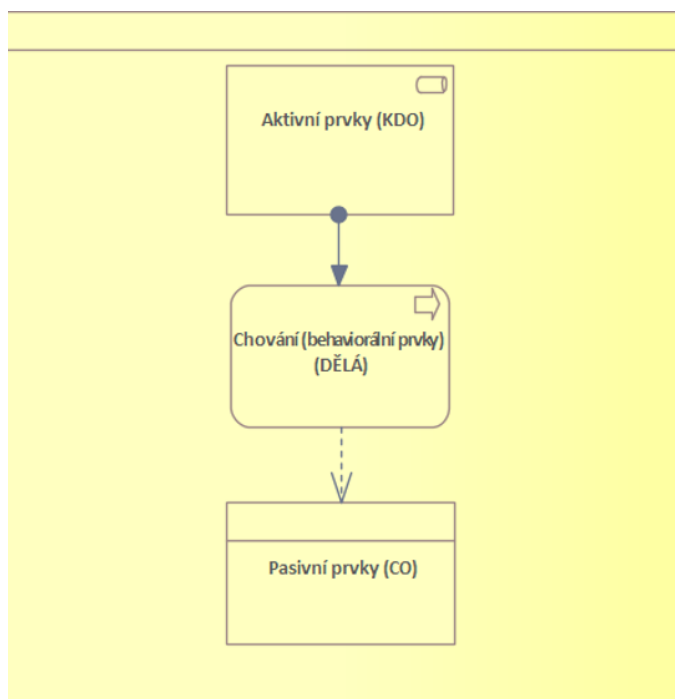 Aktivní prvky (KDO)
Chování (behaviorální prvky)
(DĚLÁ)
Pasivní prvky (CO)